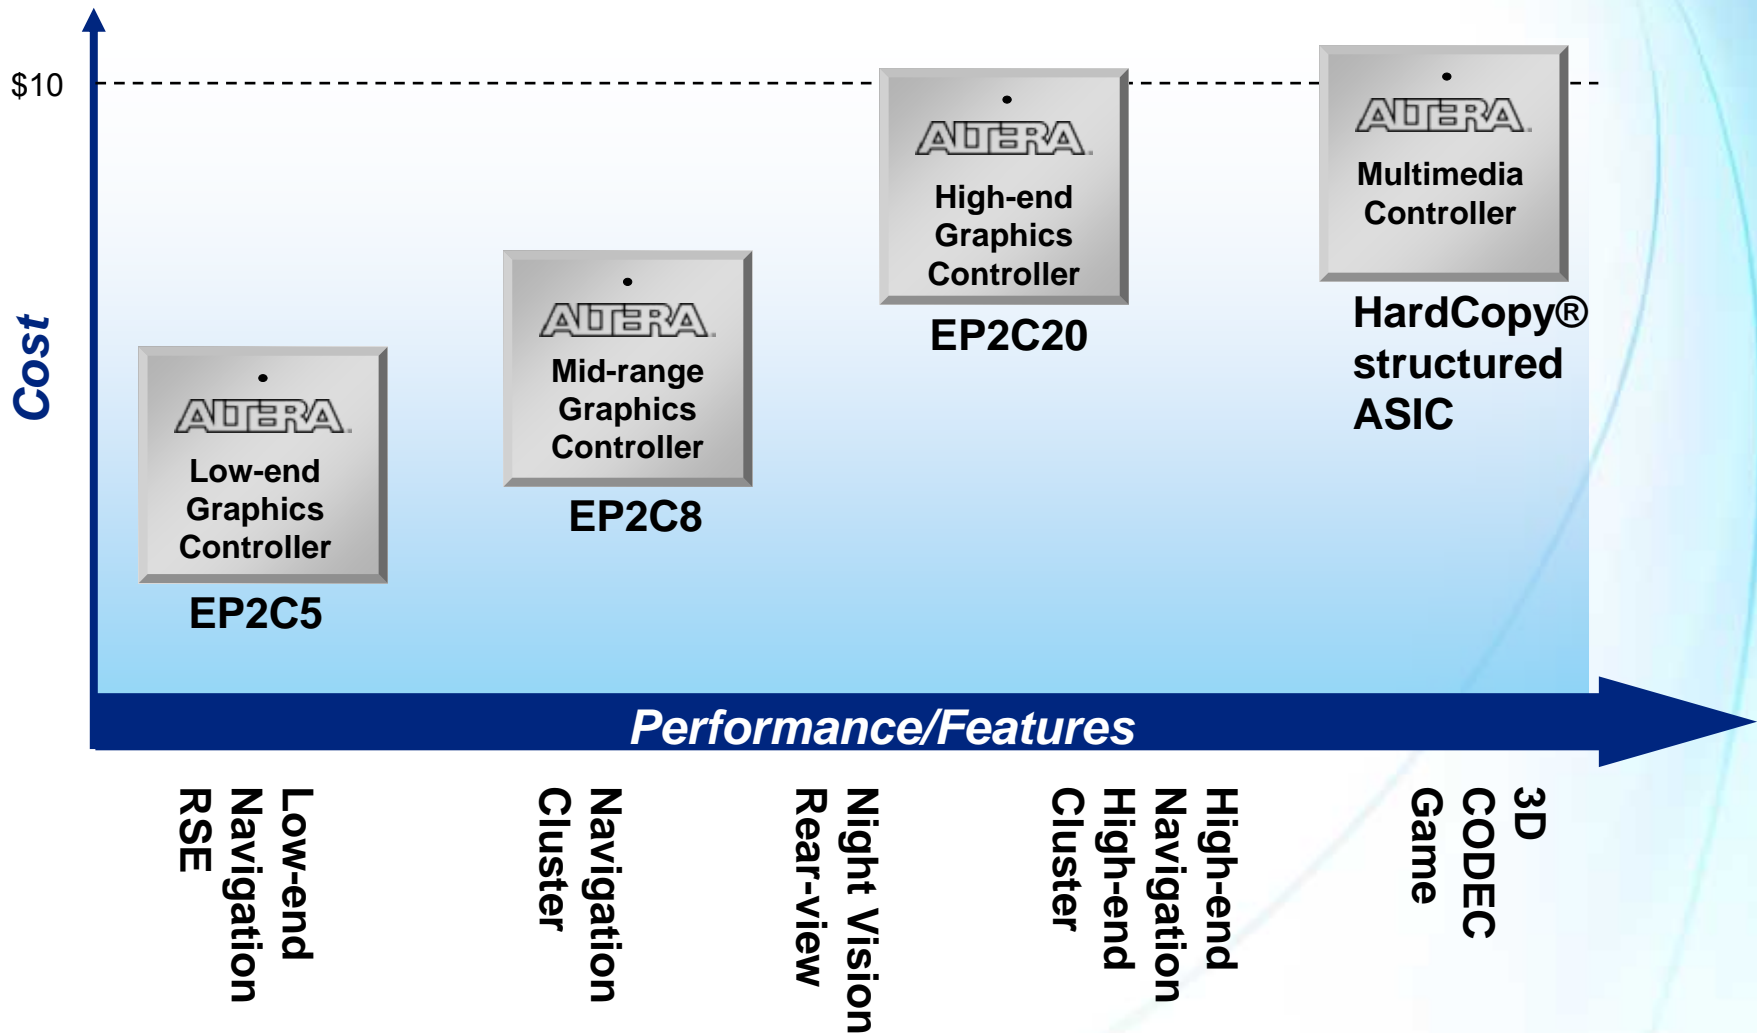 $10
Cost
ALTERA.
Low-end
Graphics
Controller
EP2C5
ALTERA.
Mid-range
Graphics
Controller
EP2C8
ALTERA.
High-end
Graphics
Controller
EP2C20
ALTERA.
Multimedia
Controller
HardCopy®
structured
ASIC
Performance/Features
Low-end
Navigation
RSE
Navigation
Cluster
Night Vision
Rear-view
High-end
Navigation
High-end
Cluster
3D
CODEC
Game